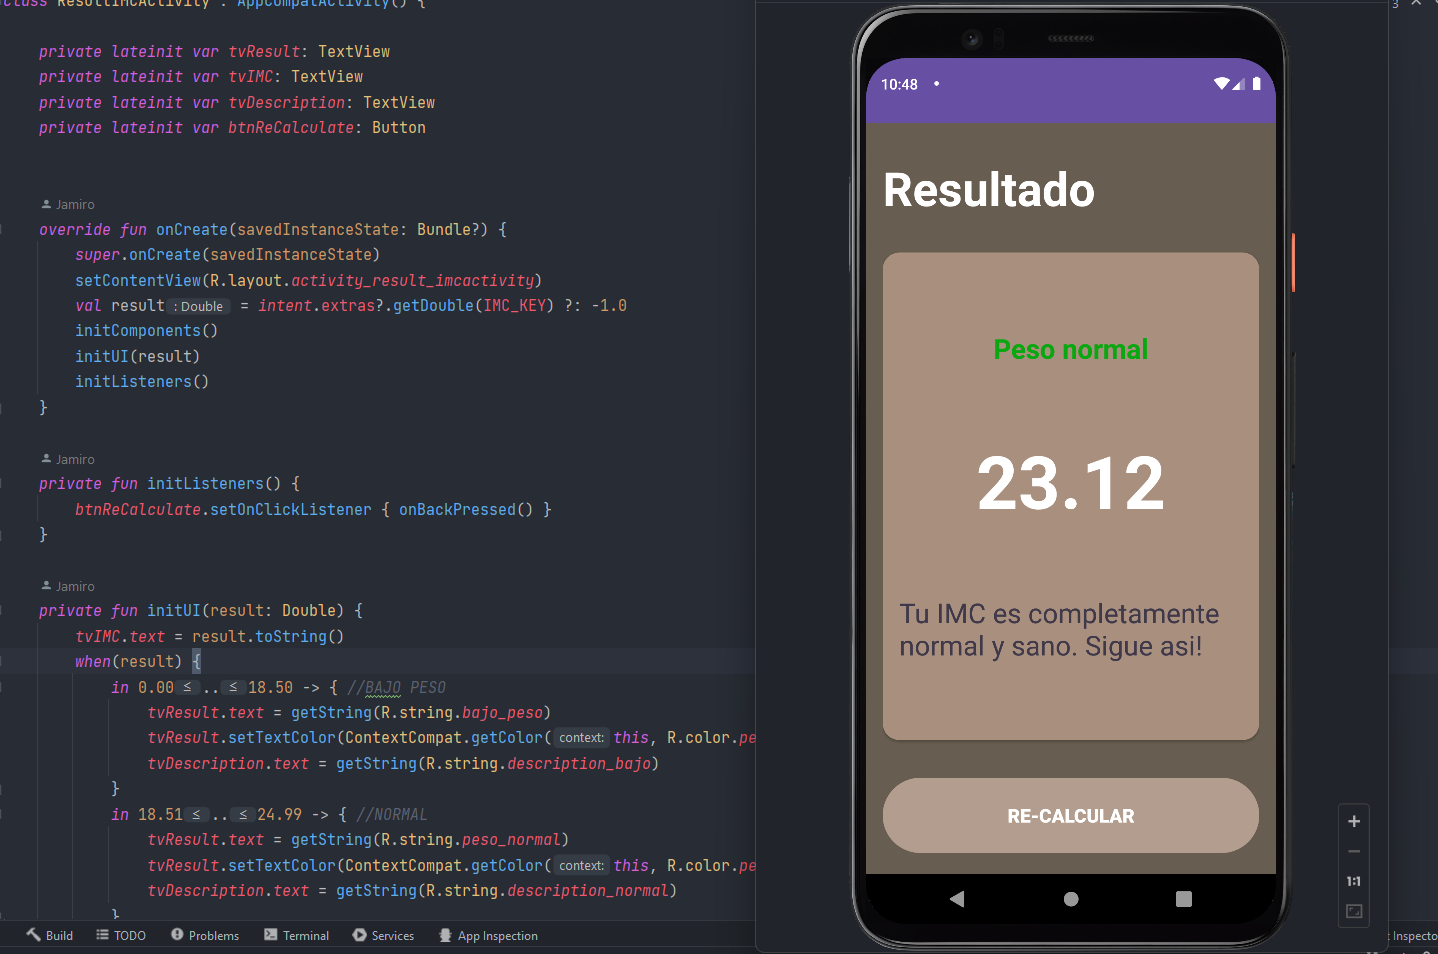 class ResultIMCActivity : AppCompatActivity() {
private lateinit var tvResult: TextView
private lateinit var tvIMC: TextView
private lateinit var tvDescription: TextView
private lateinit var btnReCalculate: Button
Jamiro
override fun onCreate(savedInstanceState: Bundle?) {
super.onCreate(savedInstanceState)
setContentView(R.layout.activity_result_imcactivity)
val result : Double = intent.extras?.getDouble(IMC_KEY) ?: -1.0
initComponents()
initUI(result)
initListeners()
}
Jamiro
private fun initListeners() {
btnReCalculate.setOnClickListener { onBackPressed() }
}
Jamiro
private fun initUI(result: Double) {
tvIMC.text = result.toString()
when(result) {
in 0.00 ≤ .. ≤ 18.50 -> { //BAJO PESO
tvResult.text = getString(R.string.bajo_peso)
tvResult.setTextColor(ContextCompat.getColor( context: this, R.color.pe
tvDescription.text = getString(R.string.description_bajo)
}
in 18.51 ≤ .. ≤ 24.99 -> { //NORMAL
tvResult.text = getString(R.string.peso_normal)
tvResult.setTextColor(ContextCompat.getColor( context: this, R.color.pe
tvDescription.text = getString(R.string.description_normal)
}
Build TODO Problems Terminal Services App Inspection
3
10:48
Resultado
Peso normal
23.12
Tu IMC es completamente
normal y sano. Sigue asi!
RE-CALCULAR
1:1
t Inspecto